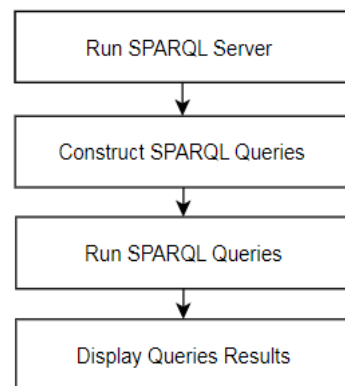 Run SPARQL Server
Construct SPARQL Queries
Run SPARQL Queries
Display Queries Results